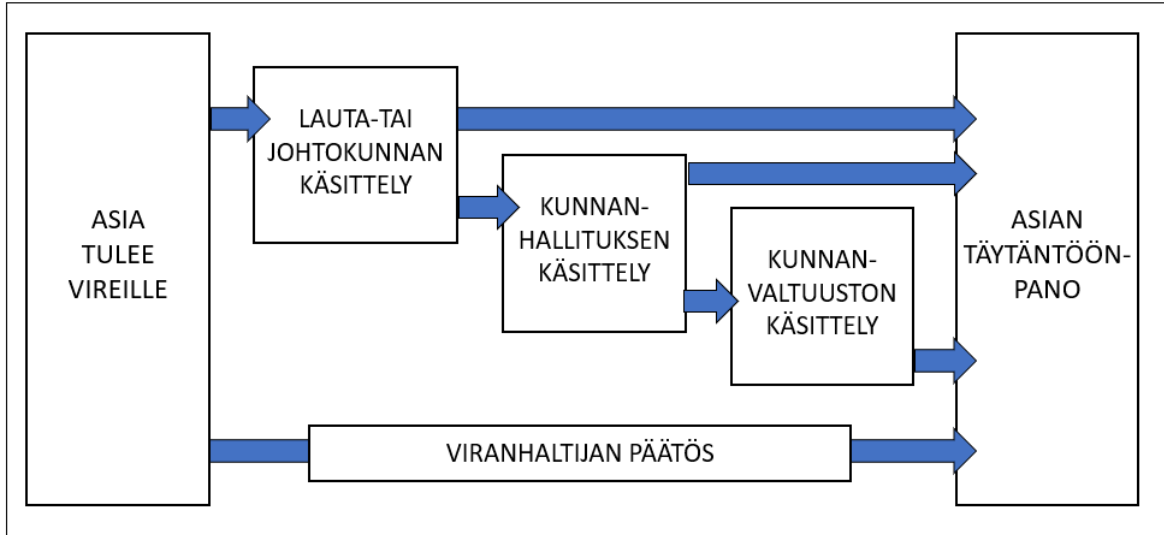 ASIA
TULEE
VIREILLE
LAUTA-TAI
JOHTOKUNNAN
KÄSITTELY
KUNNAN-
HALLITUKSEN
KÄSITTELY
KUNNAN-
VALTUUSTON
KÄSITTELY
VIRANHALTIJAN PÄÄTÖS
ASIAN
TÄYTÄNTÖÖN-
PANO